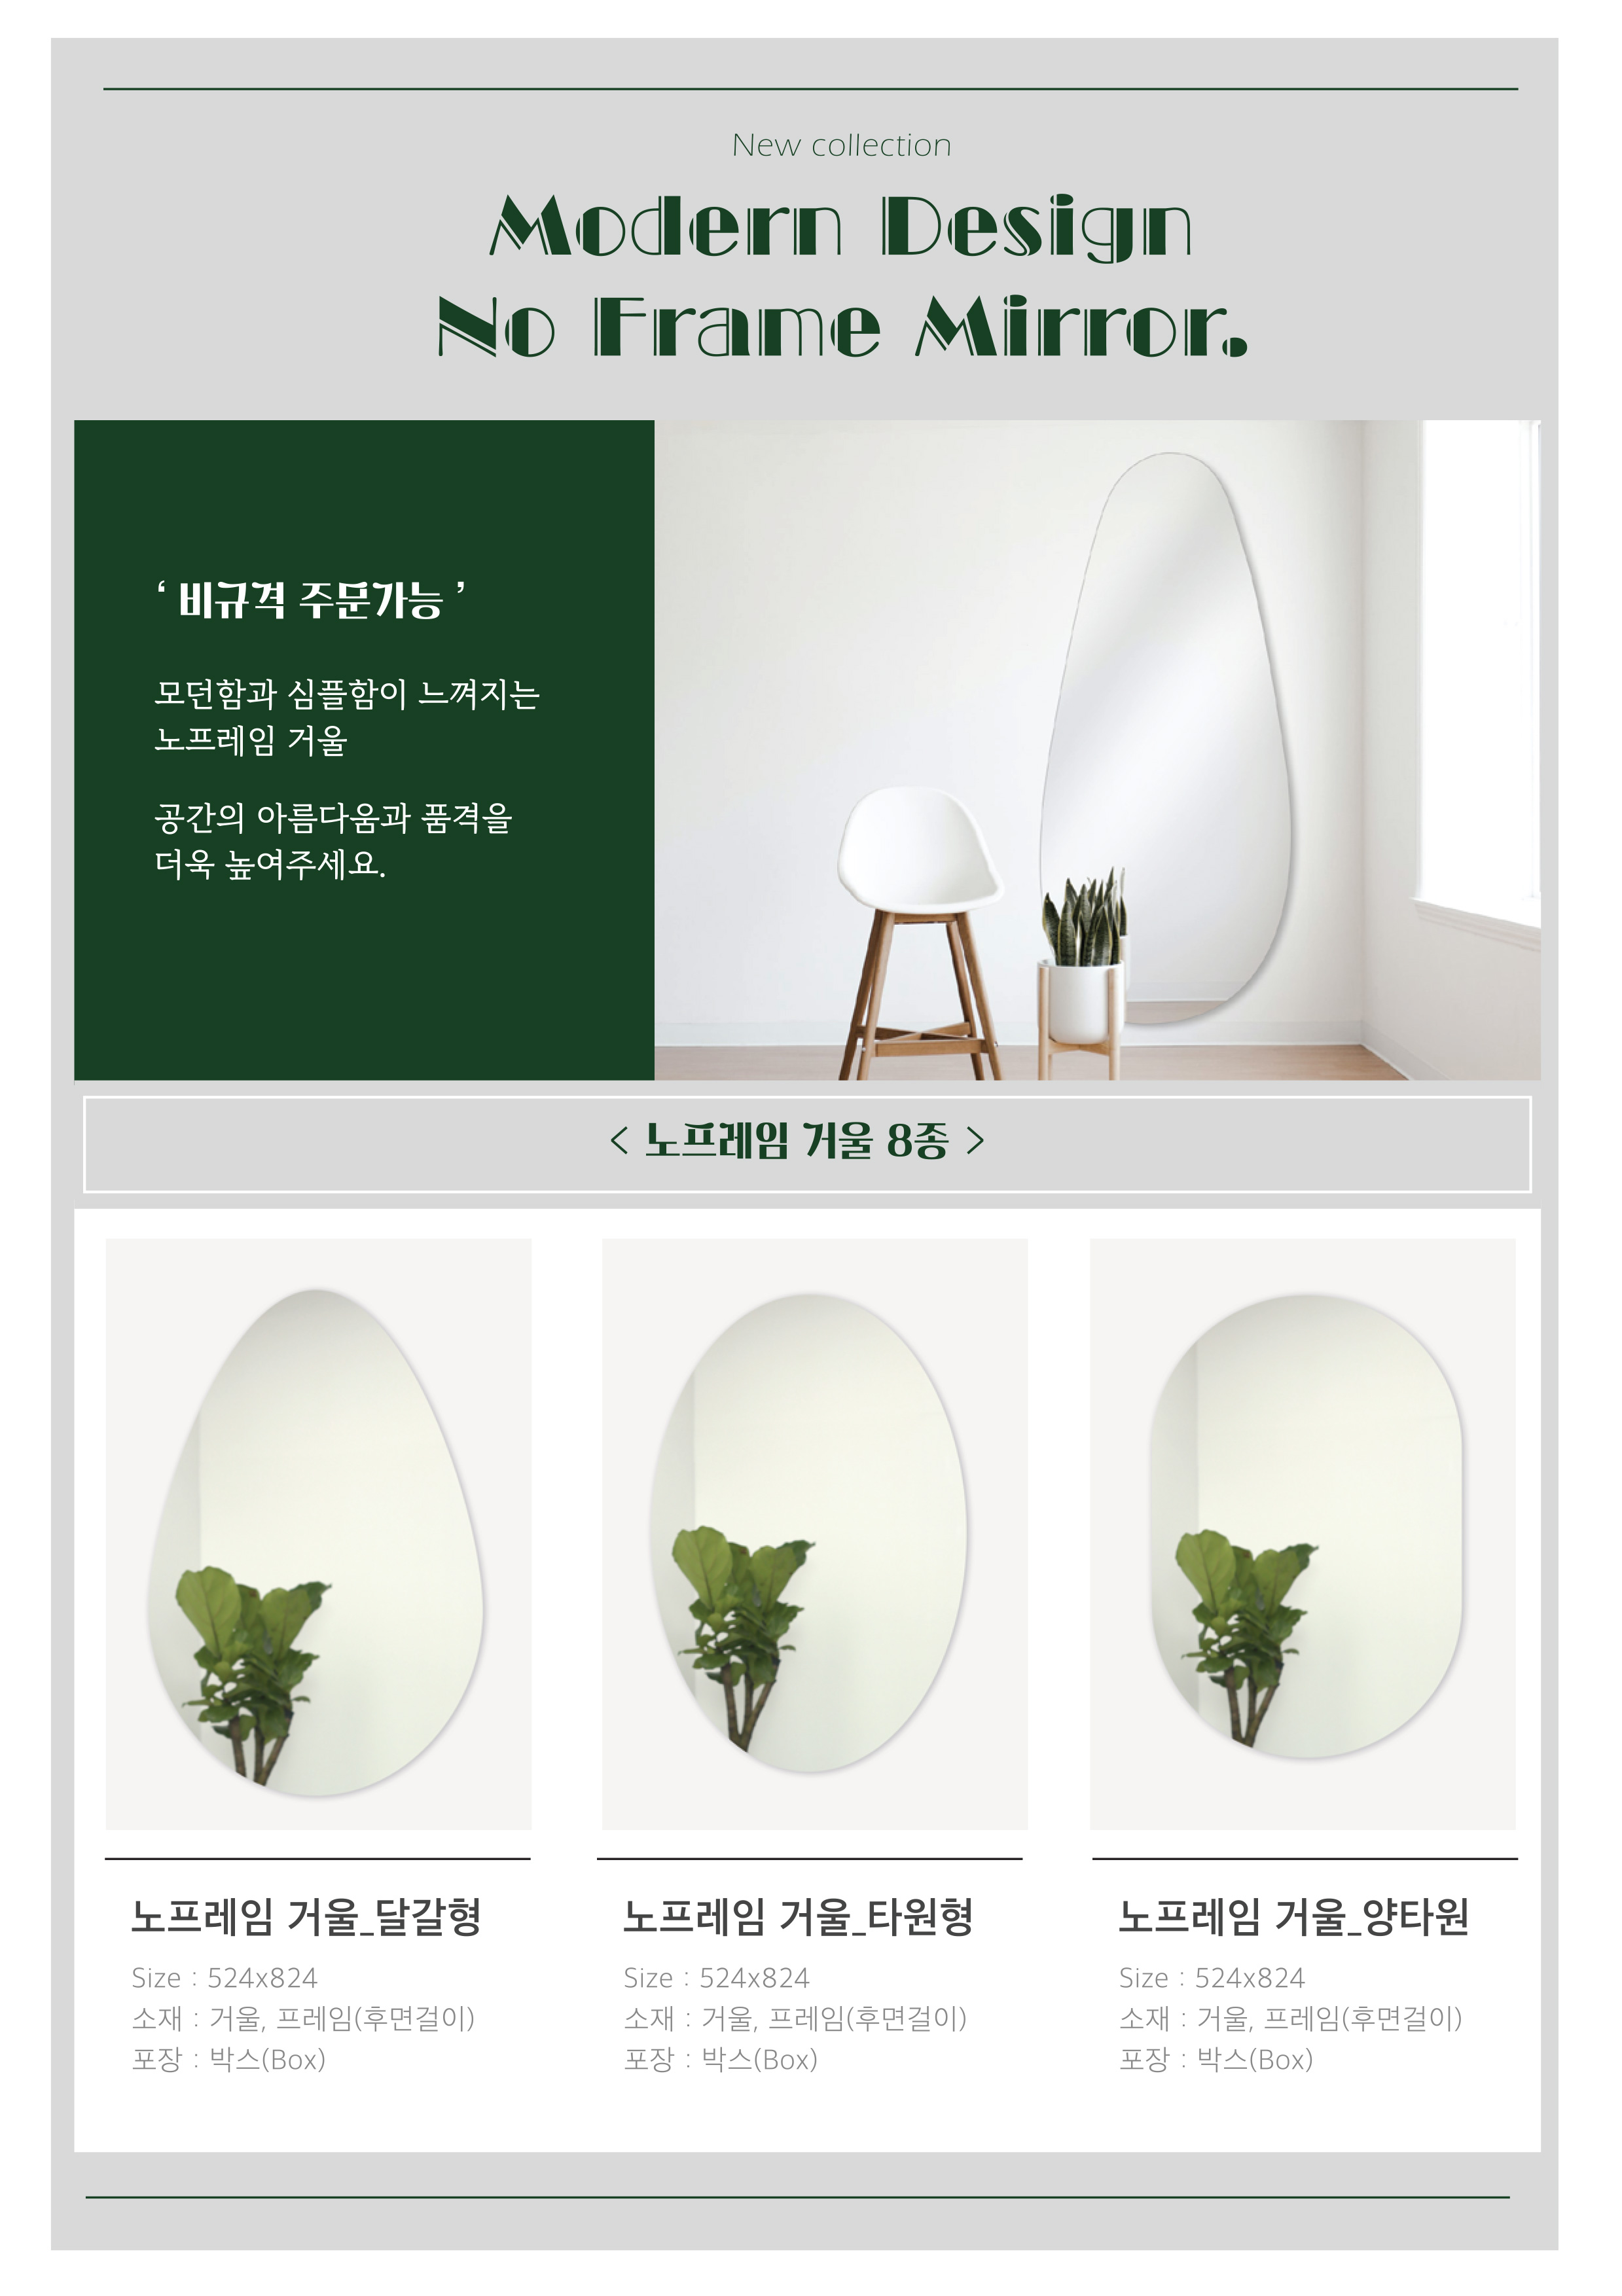 New collection
Modern Design
No Frame Mirror.
‘ 비규격 주문가능 ’
모던함과 심플함이 느껴지는
노프레임 거울
공간의 아름다움과 품격을
더욱 높여주세요.
< 노프레임 거울 8종 >
노프레임 거울_달걀형
Size : 524x824
소재 : 거울, 프레임(후면걸이)
포장 : 박스(Box)
노프레임 거울_타원형
Size : 524x824
소재 : 거울, 프레임(후면걸이)
포장 : 박스(Box)
노프레임 거울_양타원
Size : 524x824
소재 : 거울, 프레임(후면걸이)
포장 : 박스(Box)